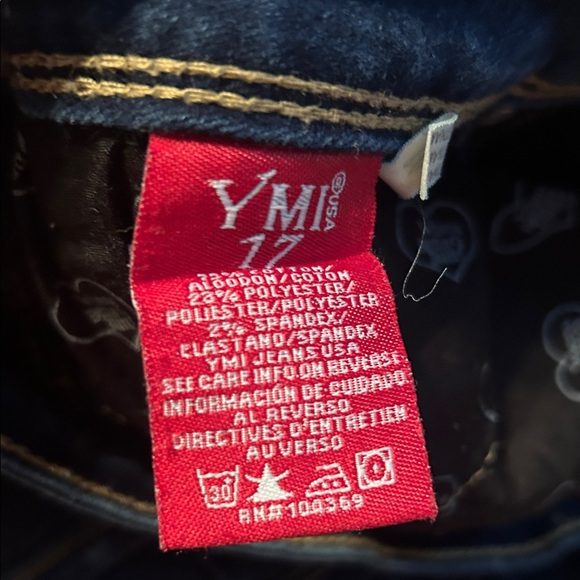 YMI® USA
17
COTTON/
ALGODON/COTON
23% POLYESTER/
POLIESTER/POLYESTER
2% SPANDEX/
ELASTANO/SPANDEX
YMI JEANS USA
SEE CARE INFO.ON REVERSE
INFORMACIÓN DE CUIDADO
AL REVERSO
DIRECTIVES D'ENTRETIEN
AU VERSO
30
RN#104369